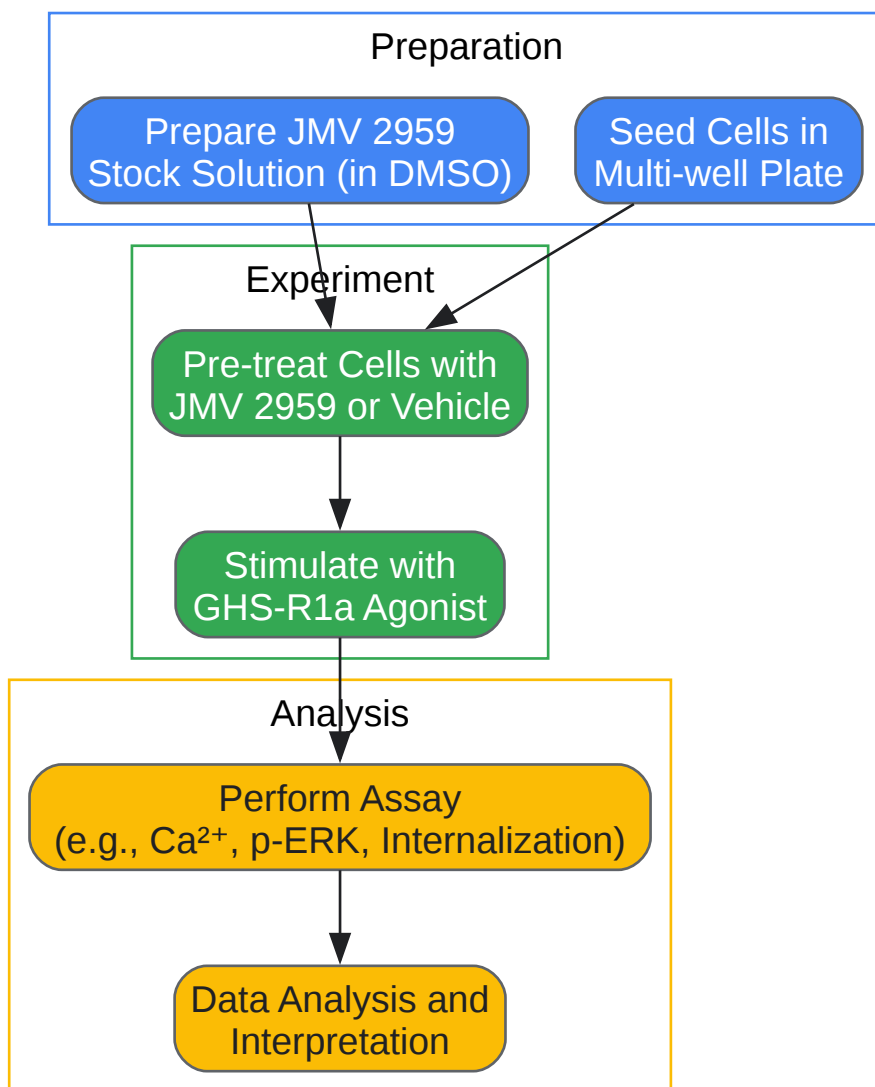 Preparation
Prepare JMV 2959
Stock Solution (in DMSO)
Seed Cells in
Multi-well Plate
Experiment
Pre-treat Cells with
JMV 2959 or Vehicle
Stimulate with
GHS-R1a Agonist
Analysis
Perform Assay
(e.g., Ca²⁺, p-ERK, Internalization)
Data Analysis and
Interpretation